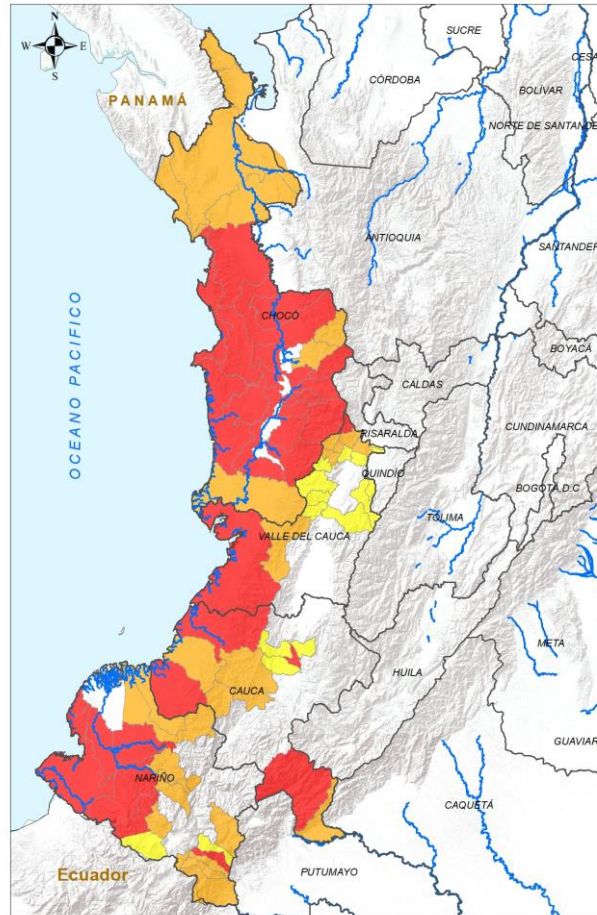 N
W
E
S
SUCRE
CESA
CÓRDOBA
BOLÍVAR
PANAMÁ
NORTE DE SANTANDE
ANTIOQUIA
SANTANDER
OCEANO PACIFICO
CHOCÓ
BOYACÁ
CALDAS
CUNDINAMARCA
RISARALDA
QUINDÍO
BOGOTÁ D.C
TOLIMA
VALLE DEL CAUCA
META
HUILA
CAUCA
GUAVIAR
NARIÑO
CAQUETÁ
Ecuador
PUTUMAYO